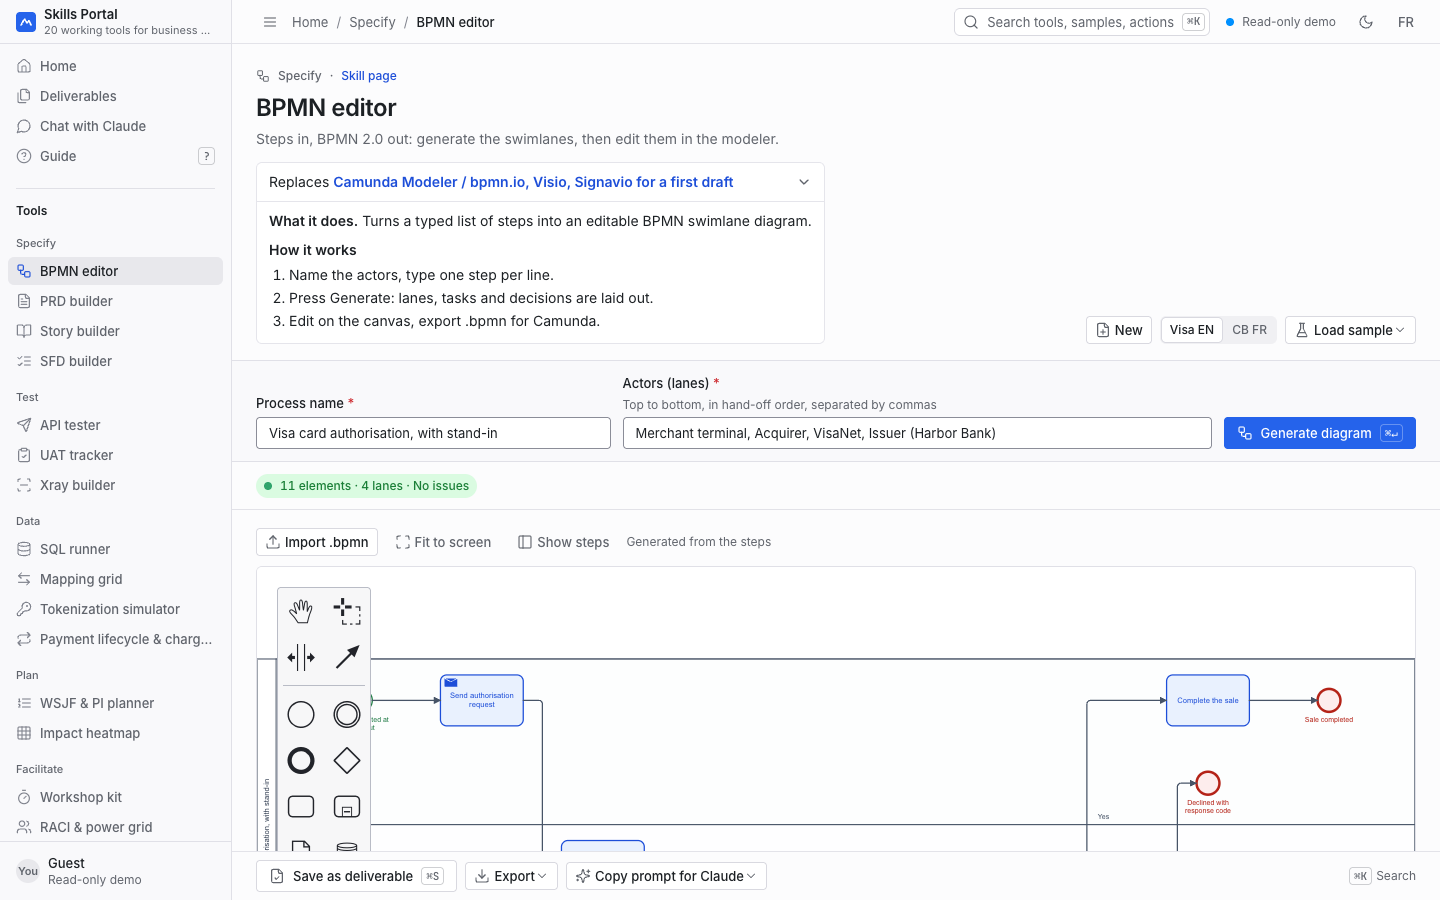 Skills Portal
20 working tools for business ...
Home
Deliverables
Chat with Claude
Guide
?
Tools
Specify
BPMN editor
PRD builder
Story builder
SFD builder
Test
API tester
UAT tracker
Xray builder
Data
SQL runner
Mapping grid
Tokenization simulator
Payment lifecycle & charg...
Plan
WSJF & PI planner
Impact heatmap
Facilitate
Workshop kit
RACI & power grid
You
Guest
Read-only demo
Home / Specify / BPMN editor
Search tools, samples, actions ⌘K
Read-only demo
FR
Specify · Skill page
BPMN editor
Steps in, BPMN 2.0 out: generate the swimlanes, then edit them in the modeler.
Replaces Camunda Modeler / bpmn.io, Visio, Signavio for a first draft
What it does. Turns a typed list of steps into an editable BPMN swimlane diagram.
How it works
1. Name the actors, type one step per line.
2. Press Generate: lanes, tasks and decisions are laid out.
3. Edit on the canvas, export .bpmn for Camunda.
New
Visa EN
CB FR
Load sample
Process name *
Visa card authorisation, with stand-in
Actors (lanes) *
Top to bottom, in hand-off order, separated by commas
Merchant terminal, Acquirer, VisaNet, Issuer (Harbor Bank)
Generate diagram ⌘↵
11 elements · 4 lanes · No issues
Import .bpmn
Fit to screen
Show steps
Generated from the steps
Send authorisation
request
ted at
Complete the sale
Sale completed
Declined with
response code
Yes
nsation, with stand-in
Save as deliverable ⌘S
Export
Copy prompt for Claude
⌘K Search